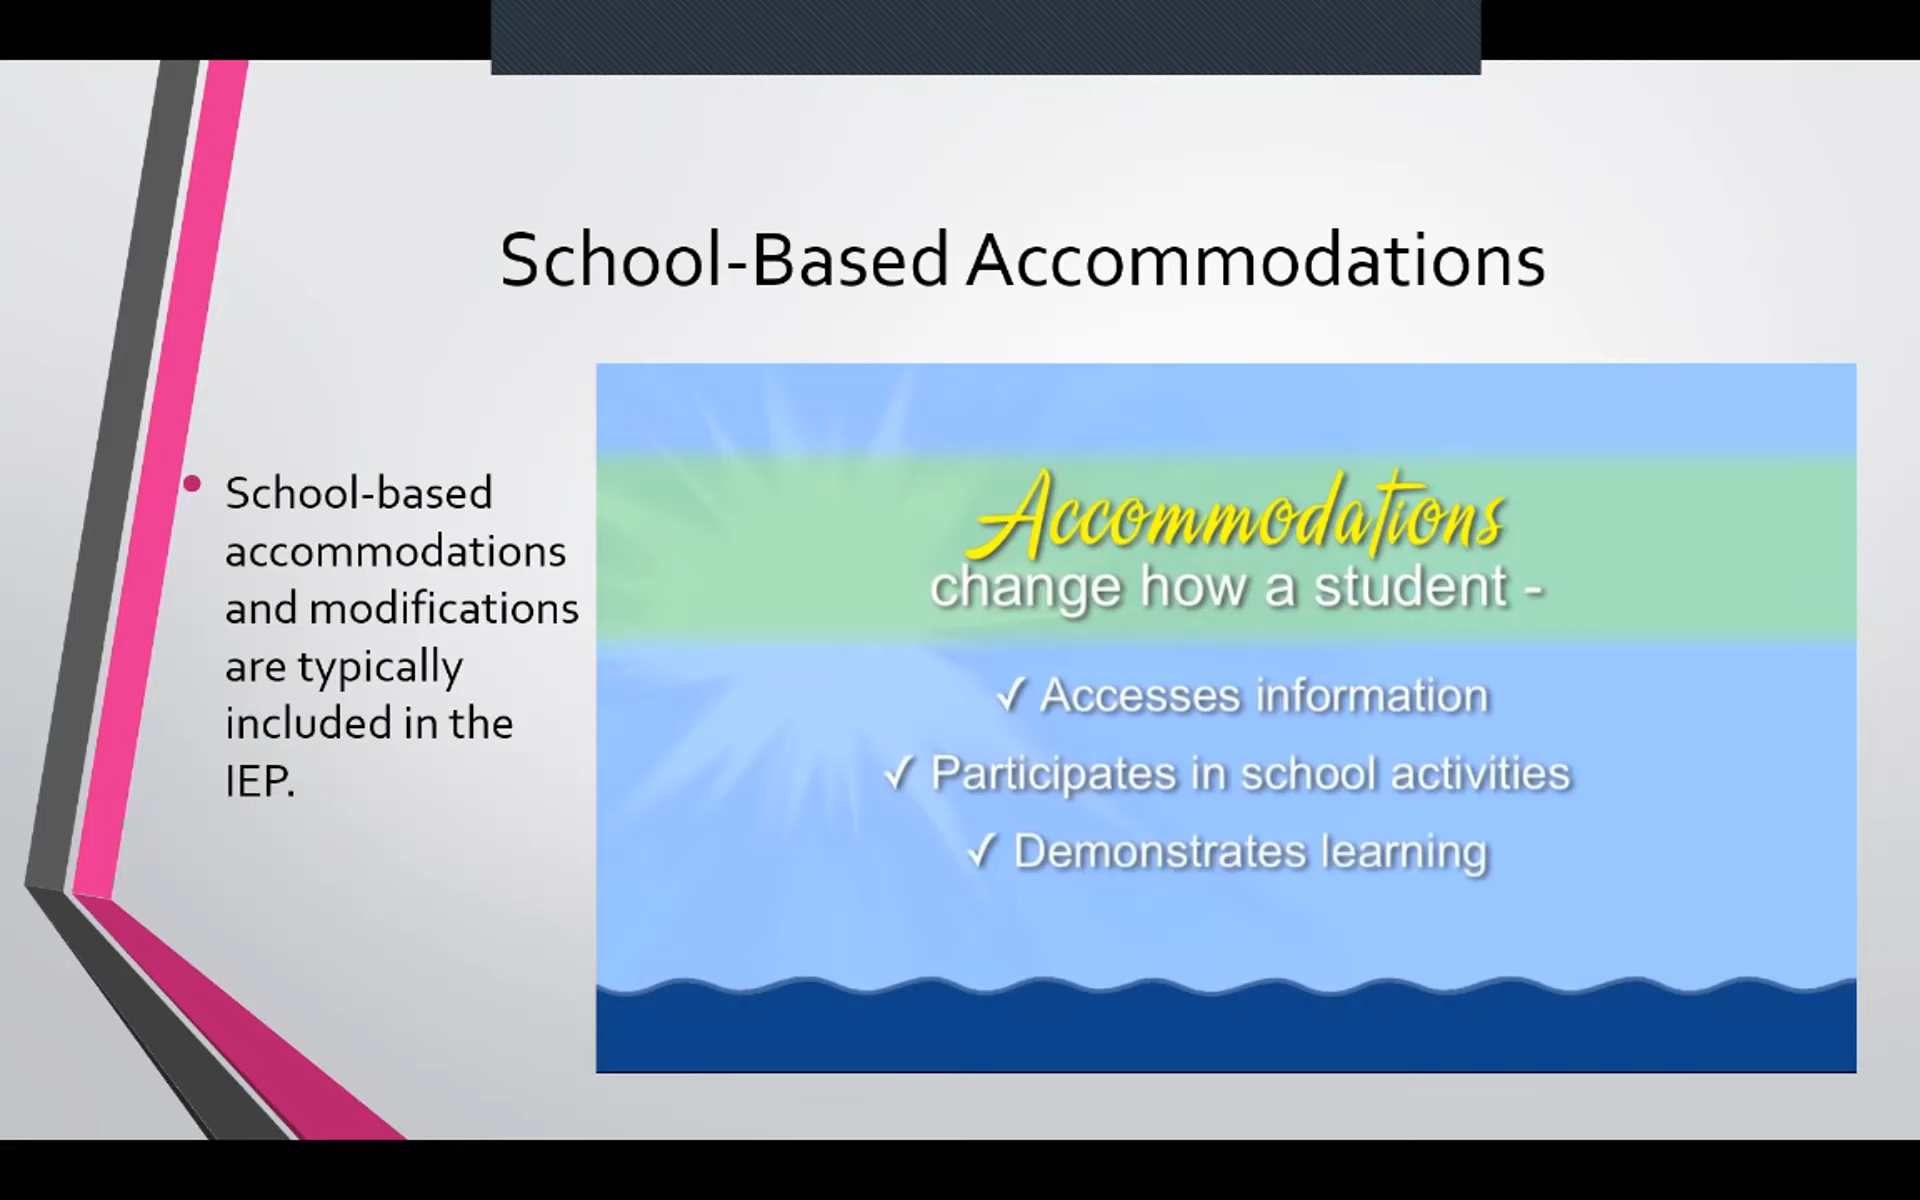 School-Based Accommodations
• School-based
accommodations
and modifications
are typically
included in the
IEP.
Accommodations
change how a student -
✓ Accesses information
✓ Participates in school activities
✓ Demonstrates learning